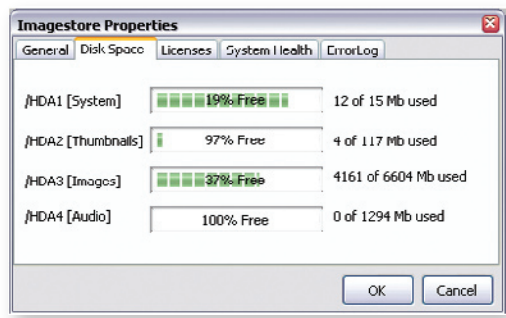 Imagestore Properties
General Disk Space Licenses System Health ErrorLog
/HDA1 [System] 19% Free 12 of 15 Mb used
/HDA2 [Thumbnails] 97% Free 4 of 117 Mb used
/HDA3 [Images] 37% Free 4161 of 6604 Mb used
/HDA4 [Audio] 100% Free 0 of 1294 Mb used
OK Cancel